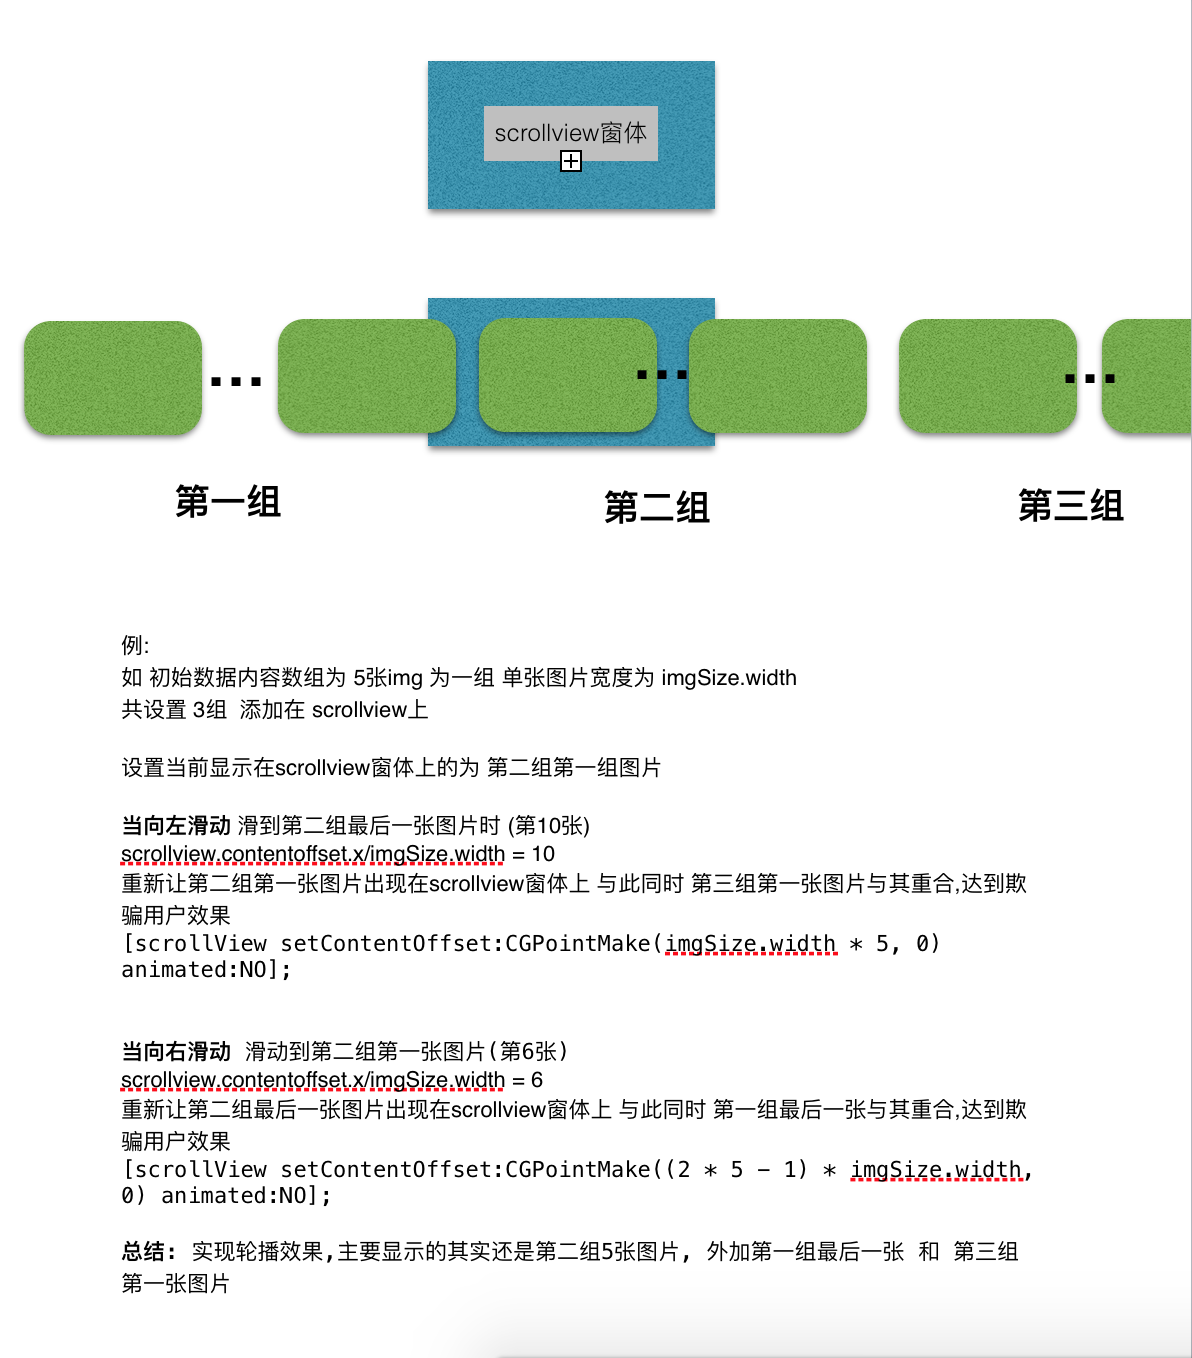 scrollview窗体
...
...
...
第一组
第二组
第三组
例:
如 初始数据内容数组为 5张img 为一组 单张图片宽度为 imgSize.width
共设置 3组 添加在 scrollview上
设置当前显示在scrollview窗体上的为 第二组第一组图片
当向左滑动 滑到第二组最后一张图片时 (第10张)
scrollview.contentoffset.x/imgSize.width = 10
重新让第二组第一张图片出现在scrollview窗体上 与此同时 第三组第一张图片与其重合,达到欺
骗用户效果
[scrollView setContentOffset:CGPointMake(imgSize.width * 5, 0)
animated:NO];
当向右滑动 滑动到第二组第一张图片(第6张)
scrollview.contentoffset.x/imgSize.width = 6
重新让第二组最后一张图片出现在scrollview窗体上 与此同时 第一组最后一张与其重合,达到欺
骗用户效果
[scrollView setContentOffset:CGPointMake((2 * 5 – 1) * imgSize.width,
0) animated:NO];
总结: 实现轮播效果,主要显示的其实还是第二组5张图片, 外加第一组最后一张 和 第三组
第一张图片